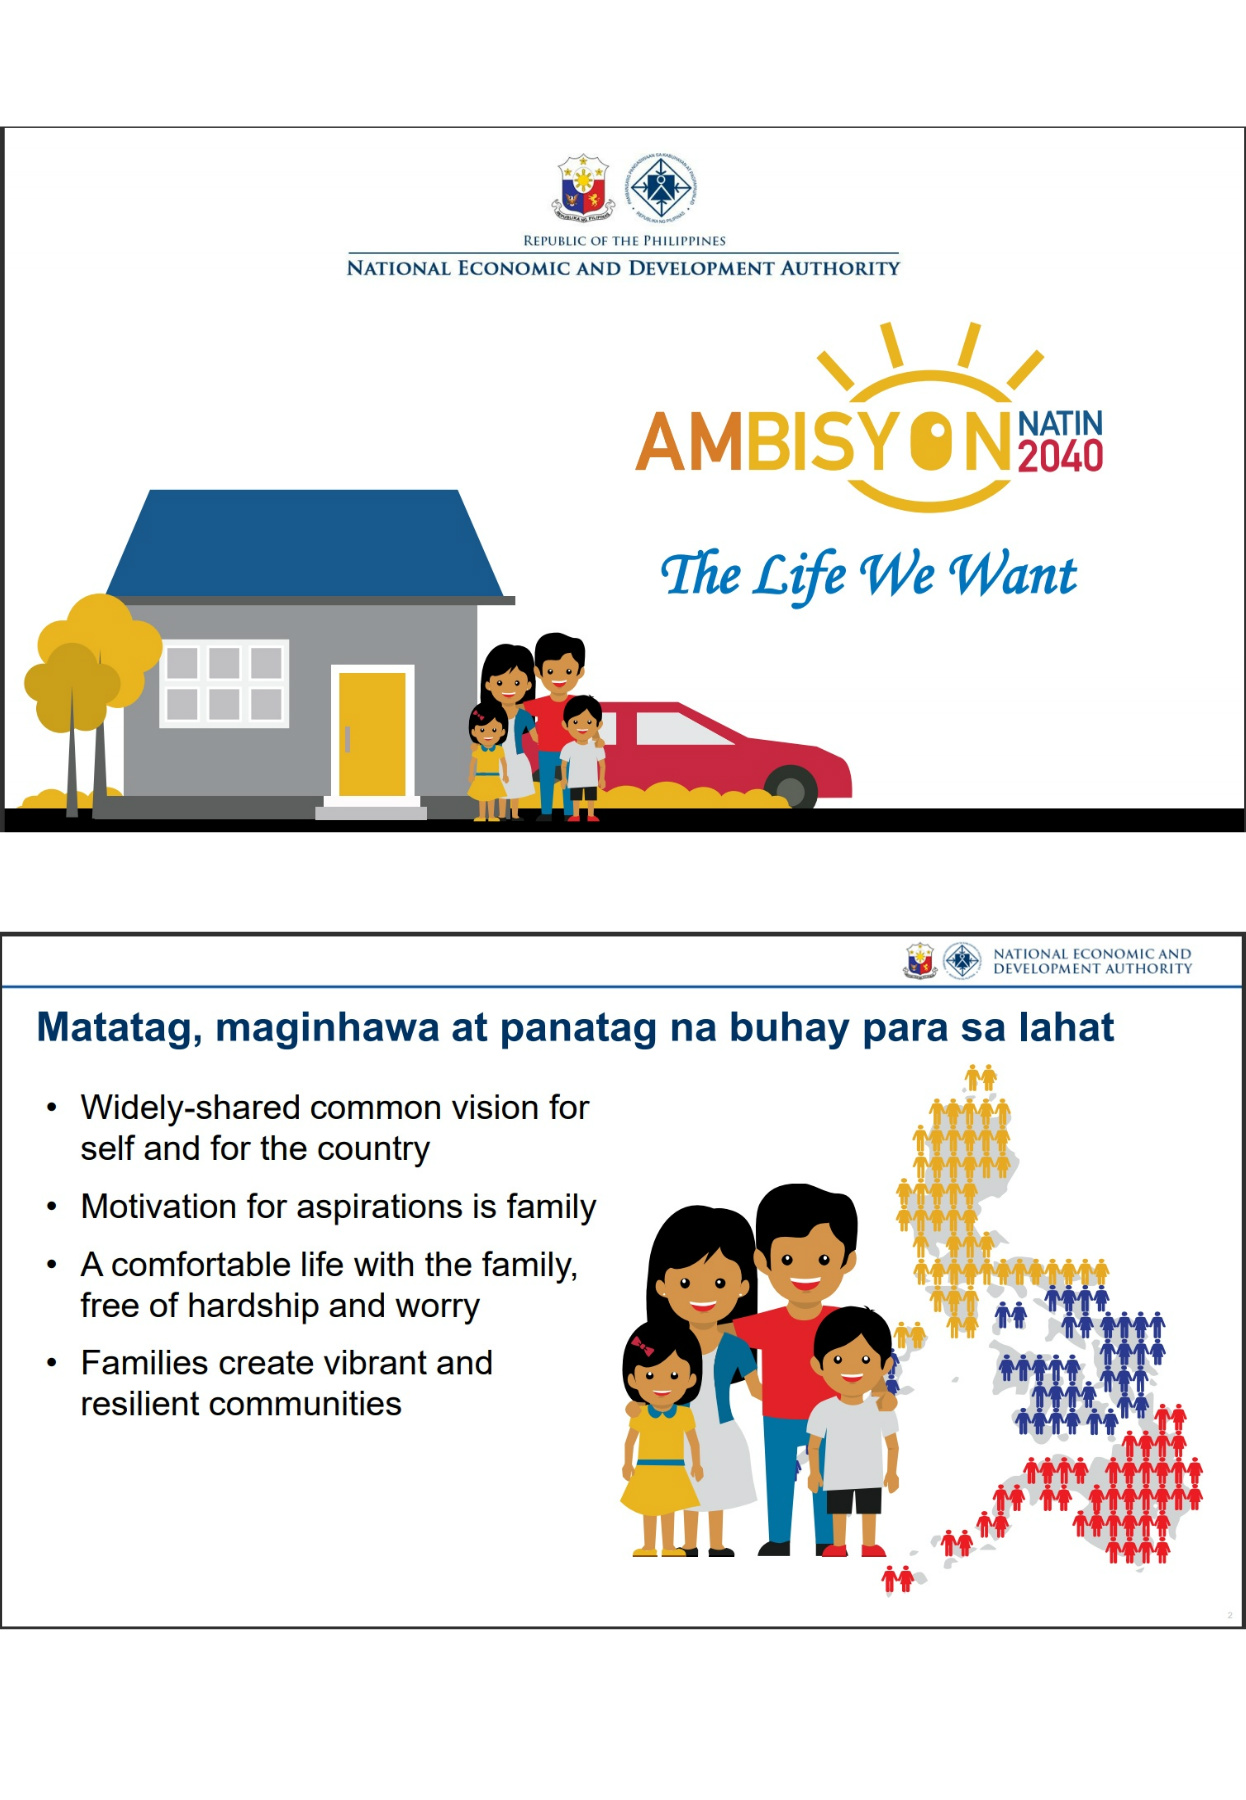 REPUBLIC OF THE PHILIPPINES
NATIONAL ECONOMIC AND DEVELOPMENT AUTHORITY
AMBISYON NATIN 2040
The Life We Want
NATIONAL ECONOMIC AND
DEVELOPMENT AUTHORITY
Matatag, maginhawa at panatag na buhay para sa lahat
• Widely-shared common vision for
self and for the country
• Motivation for aspirations is family
• A comfortable life with the family,
free of hardship and worry
• Families create vibrant and
resilient communities
2